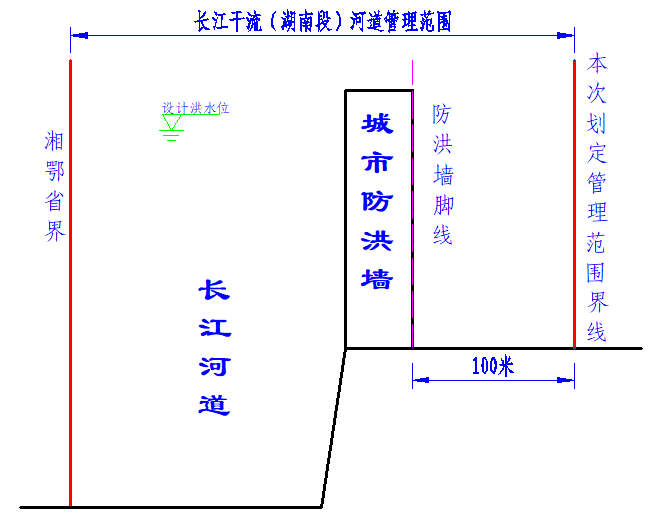 长江干流（湖南段）河道管理范围
设计洪水位
湘鄂省界
长江河道
城市防洪墙
防洪墙脚线
本次划定管理范围界线
100米